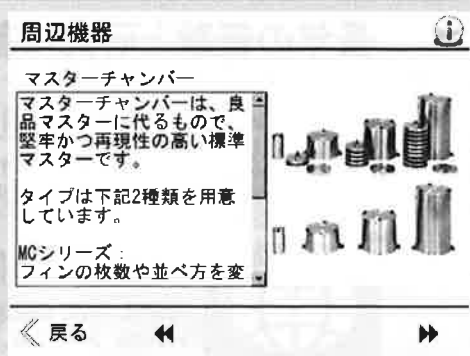 周辺機器
マスターチャンバー
マスターチャンバーは、良
品マスターに代るもので、
堅牢かつ再現性の高い標準
マスターです。
タイプは下記2種類を用意
しています。
MCシリーズ：
フィンの枚数や並べ方を変
戻る